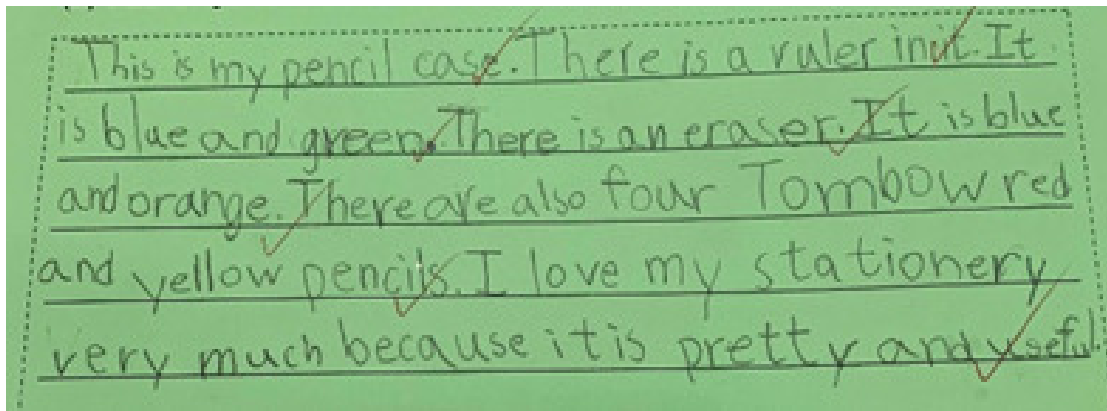 This is my pencil case. There is a ruler in it. It
is blue and green. There is an eraser. It is blue
and orange. There are also four Tombow red
and yellow pencils. I love my stationery
very much because it is pretty and useful.